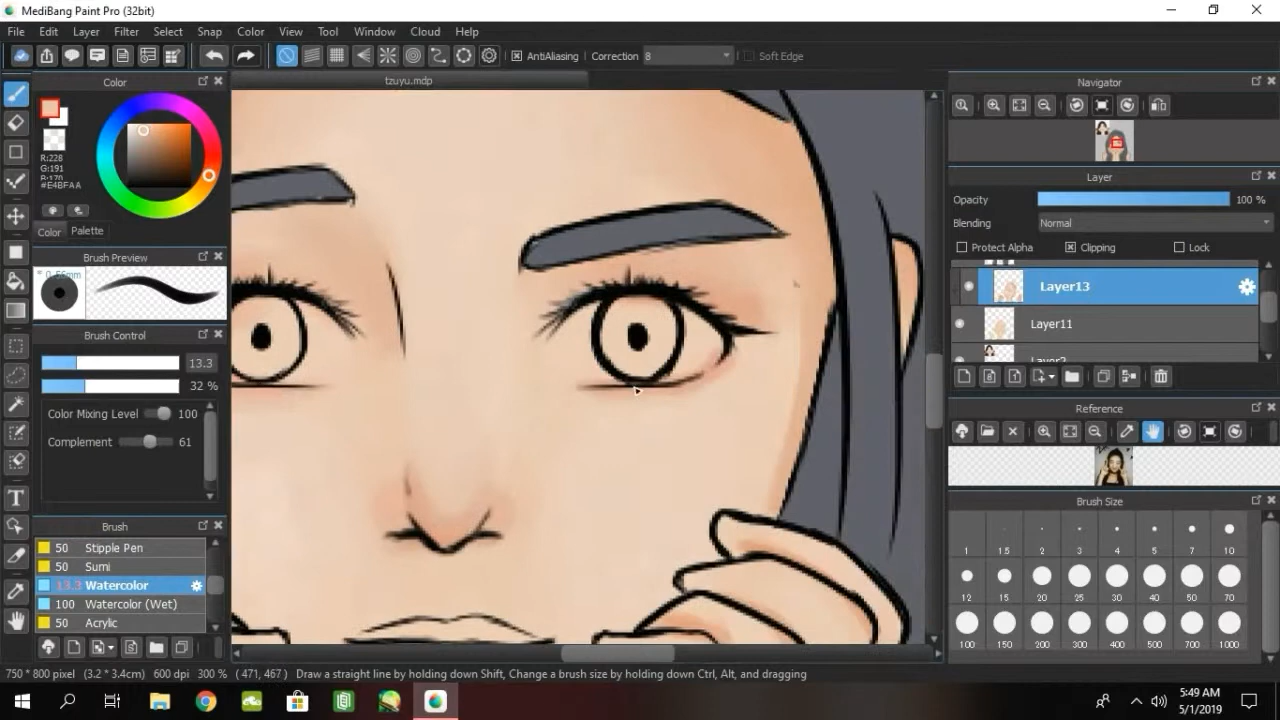 MediBang Paint Pro (32bit)
File Edit Layer Filter Select Snap Color View Tool Window Cloud Help
AntiAliasing Correction 8 Soft Edge
Color
tzuyu.mdp
Navigator
R:228
G:191
B:170
#E4BFAA
Color Palette
Layer
Opacity 100 %
Blending Normal
Protect Alpha Clipping Lock
Layer13
Layer11
Layer2
Brush Preview
* 0.56mm
Brush Control
13.3
32 %
Color Mixing Level 100
Complement 61
Reference
Brush
50 Stipple Pen
50 Sumi
13.3 Watercolor
100 Watercolor (Wet)
50 Acrylic
Brush Size
1 1.5 2 3 4 5 7 10
12 15 20 25 30 40 50 70
100 150 200 300 400 500 700 1000
750 * 800 pixel (3.2 * 3.4cm) 600 dpi 300 % ( 471, 467 ) Draw a straight line by holding down Shift, Change a brush size by holding down Ctrl, Alt, and dragging
5:49 AM
5/1/2019